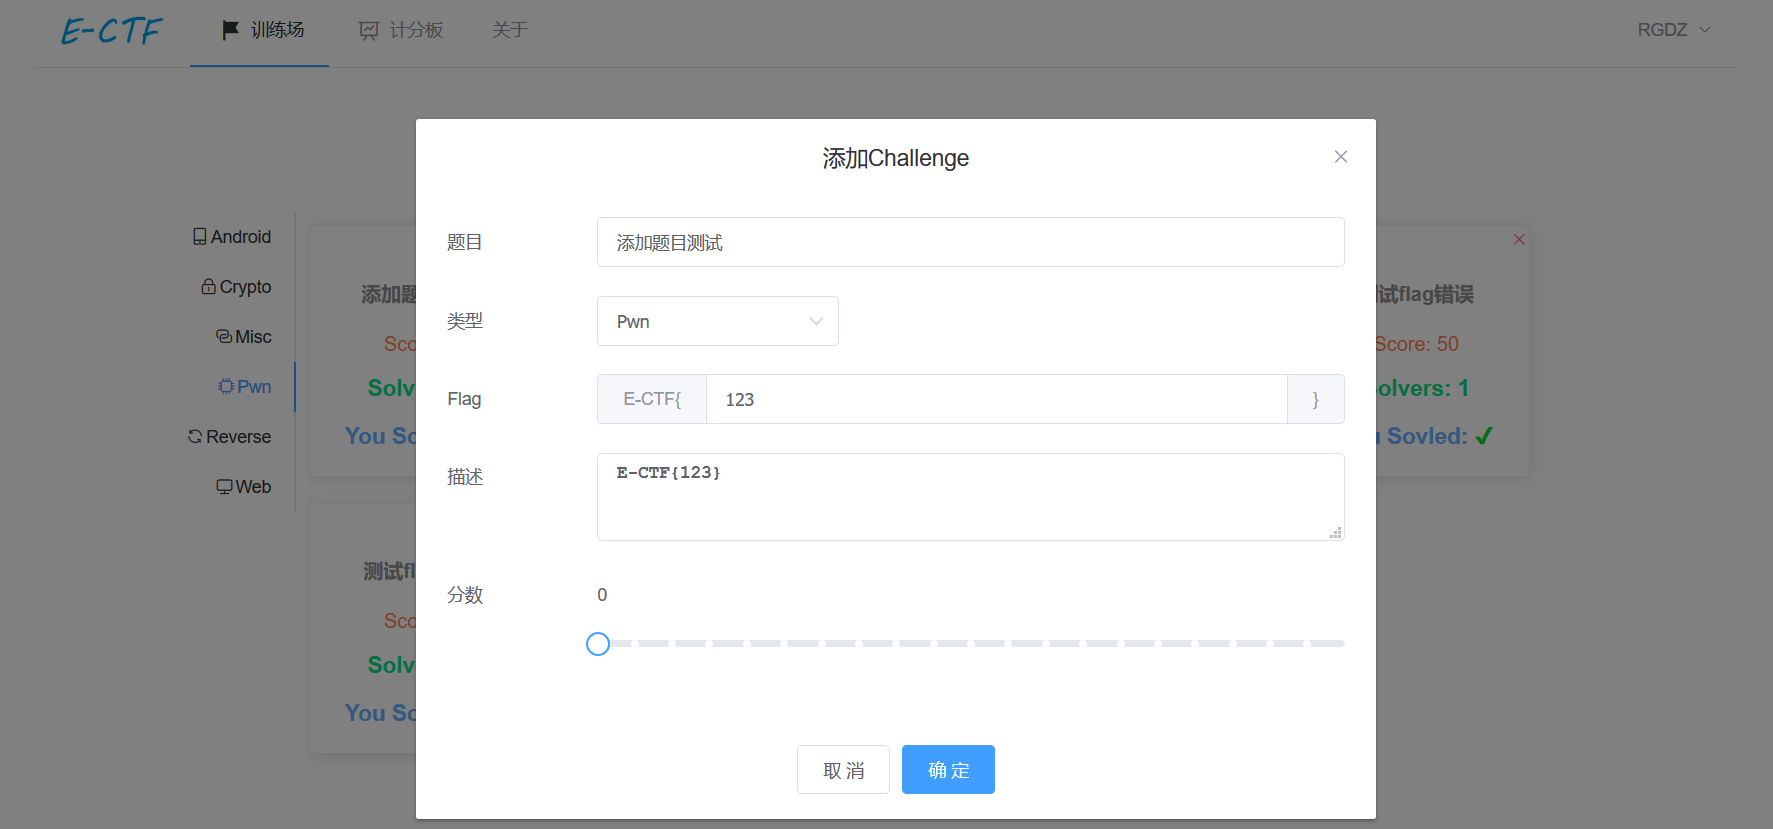 E-CTF 训练场 计分板 关于 RGDZ
添加Challenge
题目 添加题目测试
类型 Pwn
Flag E-CTF{ 123 }
描述 E-CTF{123}
分数 0
取 消 确 定
Android
Crypto
Misc
Pwn
Reverse
Web
添加题
Sco
Solv
You So
测试fl
Sco
Solv
You So
试flag错误
Score: 50
olvers: 1
Sovled: ✔